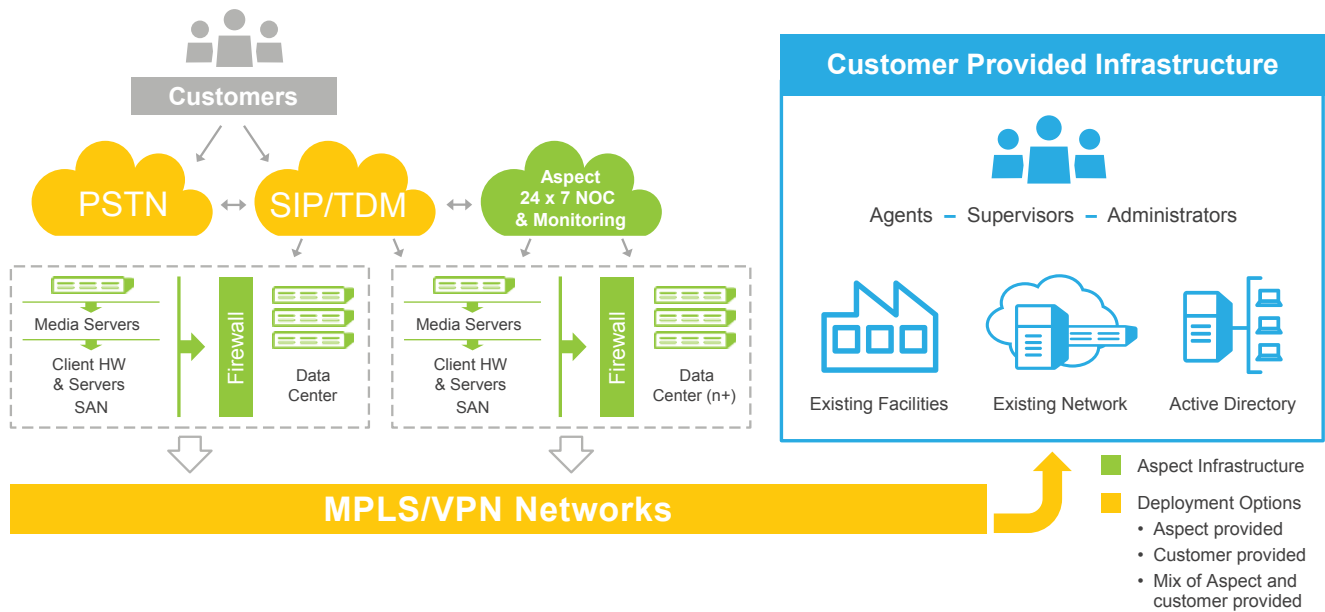 Customers
PSTN
SIP/TDM
Aspect
24 x 7 NOC
& Monitoring
Media Servers
Client HW
& Servers
SAN
Firewall
Data
Center
Media Servers
Client HW
& Servers
SAN
Firewall
Data
Center (n+)
MPLS/VPN Networks
Customer Provided Infrastructure
Agents – Supervisors – Administrators
Existing Facilities
Existing Network
Active Directory
Aspect Infrastructure
Deployment Options
• Aspect provided
• Customer provided
• Mix of Aspect and
customer provided